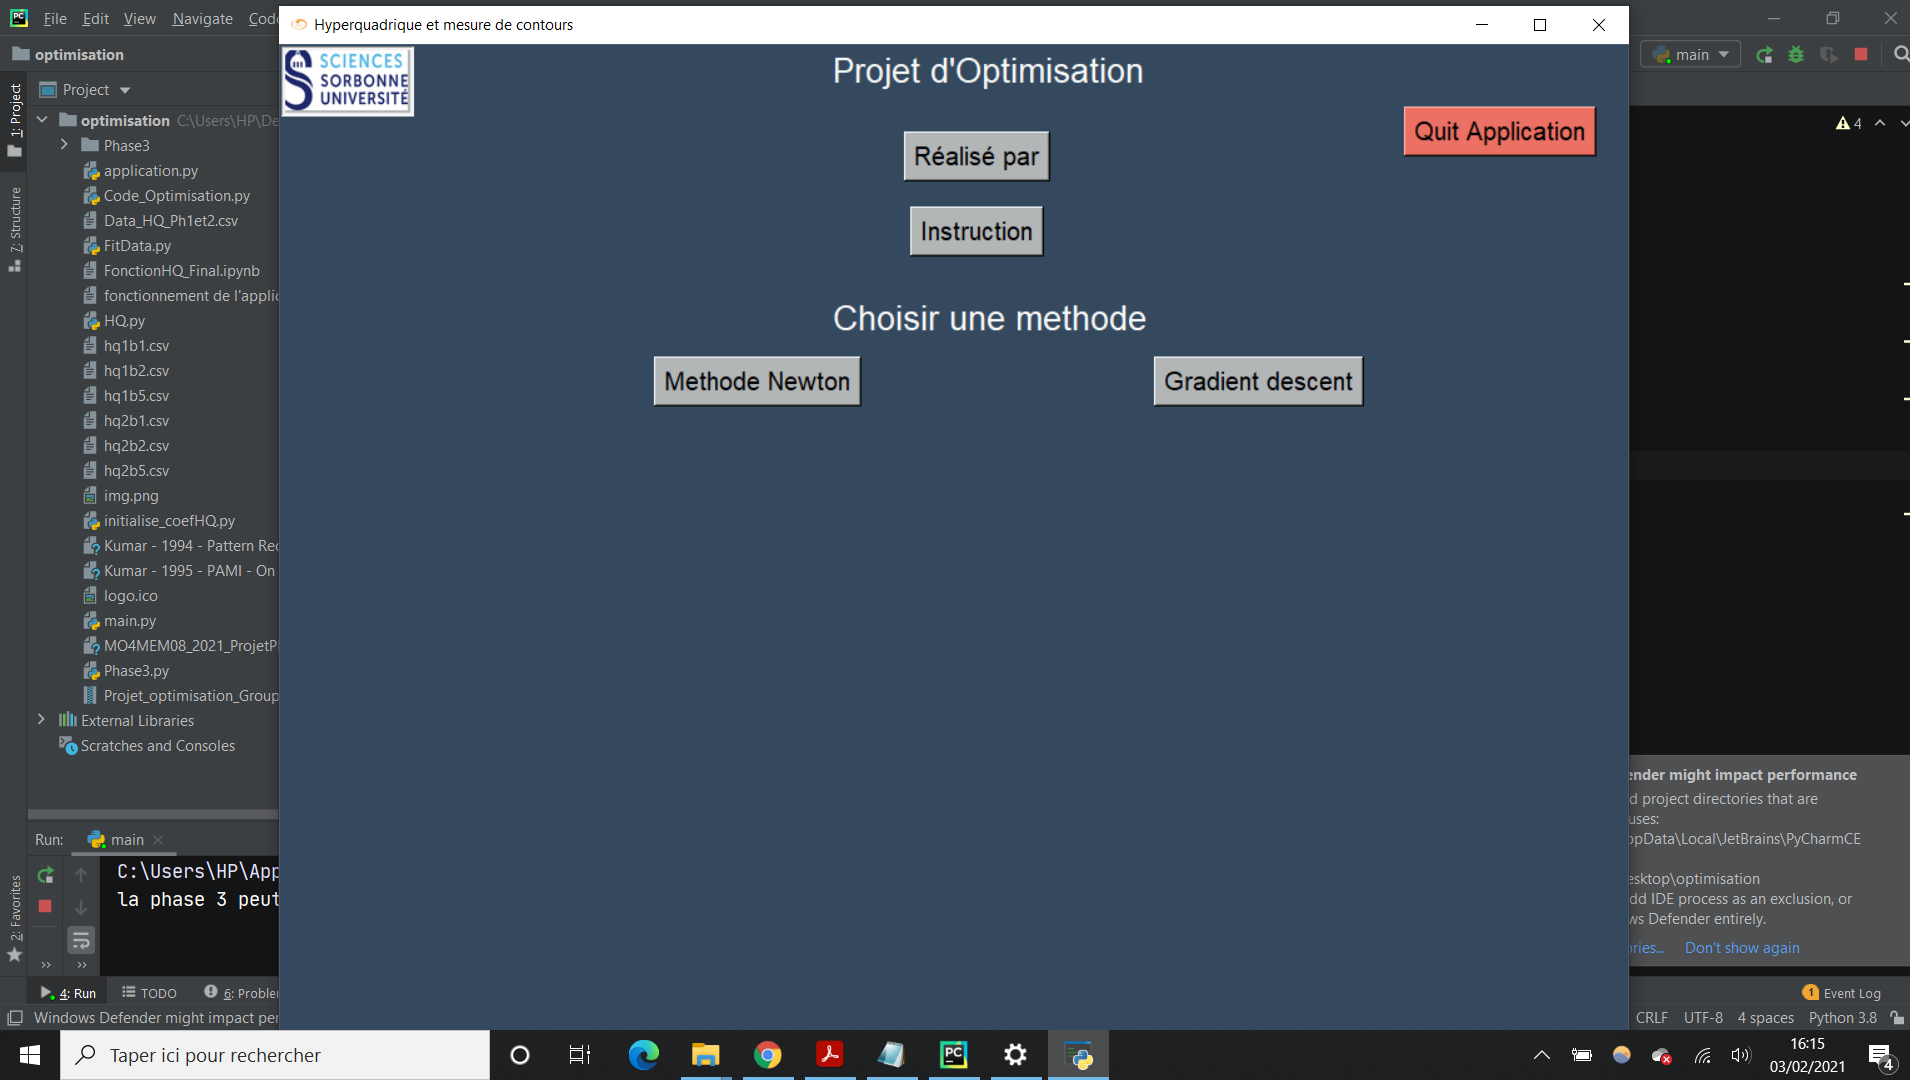 File Edit View Navigate Code
Hyperquadrique et mesure de contours
optimisation
main
SCIENCES
SORBONNE
UNIVERSITÉ
Projet d'Optimisation
Quit Application
Réalisé par
Instruction
Choisir une methode
Methode Newton
Gradient descent
4
1: Project
7: Structure
2: Favorites
Project
optimisation C:\Users\HP\De
Phase3
application.py
Code_Optimisation.py
Data_HQ_Ph1et2.csv
FitData.py
FonctionHQ_Final.ipynb
fonctionnement de l'applic
HQ.py
hq1b1.csv
hq1b2.csv
hq1b5.csv
hq2b1.csv
hq2b2.csv
hq2b5.csv
img.png
initialise_coefHQ.py
Kumar - 1994 - Pattern Rec
Kumar - 1995 - PAMI - On
logo.ico
main.py
MO4MEM08_2021_ProjetP
Phase3.py
Projet_optimisation_Group
External Libraries
Scratches and Consoles
Run: main
C:\Users\HP\App
la phase 3 peut
ender might impact performance
d project directories that are
uses:
ppData\Local\JetBrains\PyCharmCE
esktop\optimisation
dd IDE process as an exclusion, or
ws Defender entirely.
ories... Don't show again
4: Run TODO 6: Probler
1 Event Log
Windows Defender might impact per
CRLF UTF-8 4 spaces Python 3.8
Taper ici pour rechercher
PC
16:15
03/02/2021
4